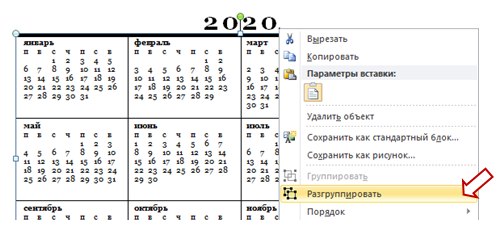 2020
январь
п в с ч п с в
1 2 3 4 5
6 7 8 9 10 11 12
13 14 15 16 17 18 19
20 21 22 23 24 25 26
27 28 29 30 31
февраль
п в с ч п с в
1 2
3 4 5 6 7 8 9
10 11 12 13 14 15 16
17 18 19 20 21 22 23
24 25 26 27 28 29
март
п в
2 3
9 10
16 17
23 24
30 31
май
п в с ч п с в
1 2 3
4 5 6 7 8 9 10
11 12 13 14 15 16 17
18 19 20 21 22 23 24
25 26 27 28 29 30 31
июнь
п в с ч п с в
1 2 3 4 5 6 7
8 9 10 11 12 13 14
15 16 17 18 19 20 21
22 23 24 25 26 27 28
29 30
июль
п в
6 7
13 14
20 21
27 28
сентябрь
октябрь
ноябрь
Вырезать
Копировать
Параметры вставки:
Удалить объект
Сохранить как стандартный блок...
Сохранить как рисунок...
Группировать
Разгруппировать
Порядок